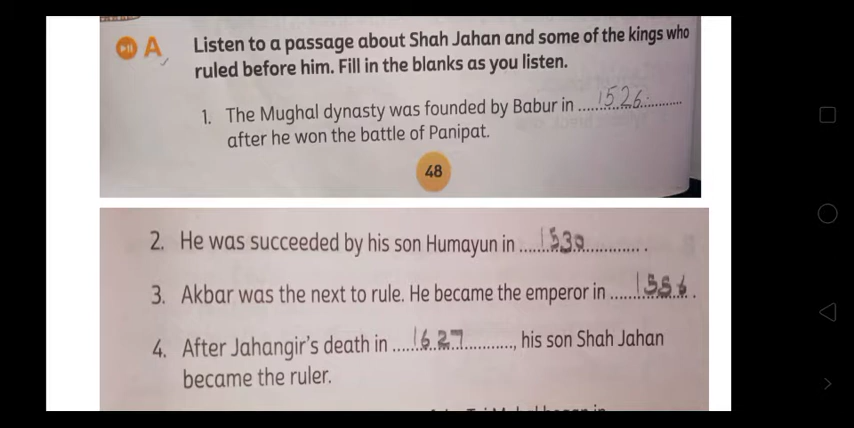 A Listen to a passage about Shah Jahan and some of the kings who
ruled before him. Fill in the blanks as you listen.
1. The Mughal dynasty was founded by Babur in ......1526............
after he won the battle of Panipat.
48
2. He was succeeded by his son Humayun in ......1530............. .
3. Akbar was the next to rule. He became the emperor in ......1556...... .
4. After Jahangir's death in ......1627..........., his son Shah Jahan
became the ruler.